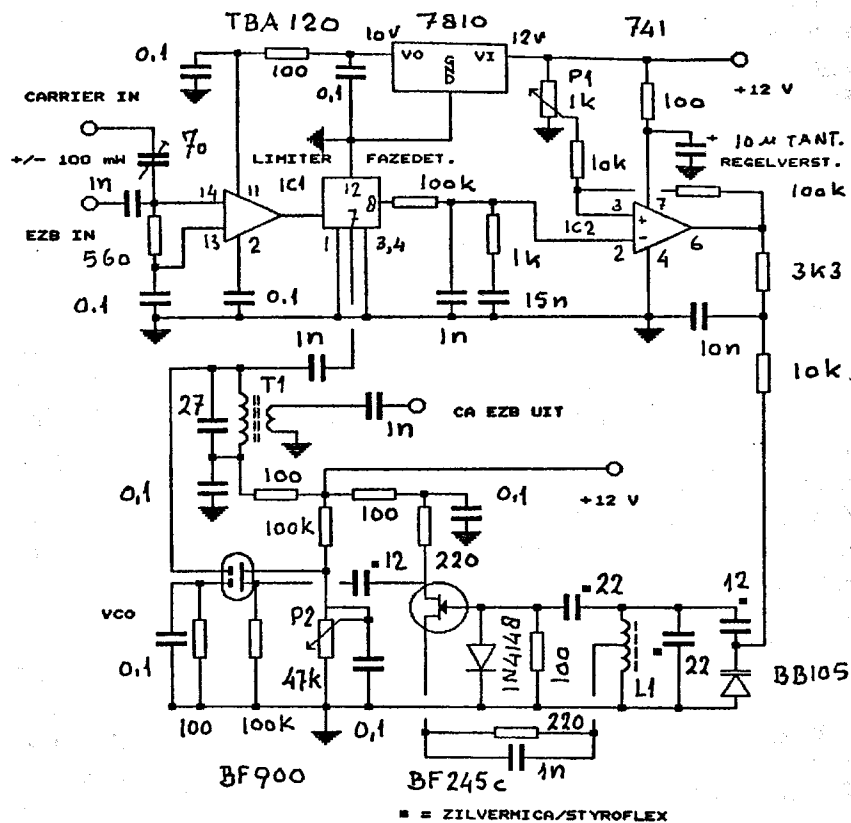 TBA 120
7810
741
10V
12V
VO
GND
VI
0,1
100
0,1
P1
1k
100
+12 V
CARRIER IN
+/- 100 mW
70
LIMITER
FAZEDET.
10k
+ 10µ TANT.
REGELVERST.
1n
IC1
14
11
12
8
7
100k
100k
EZB IN
13
2
1
3,4
IC2
3
+
7
2
-
4
6
560
1k
3k3
0.1
0.1
1n
15n
1n
10n
10k
T1
27
1n
CA EZB UIT
0,1
100
100
0,1
+12 V
100k
220
12
22
12
VCO
P2
1N4148
100
22
0,1
47k
L1
BB105
100
100K
0,1
220
1n
BF900
BF245c
■ = ZILVERMICA/STYROFLEX